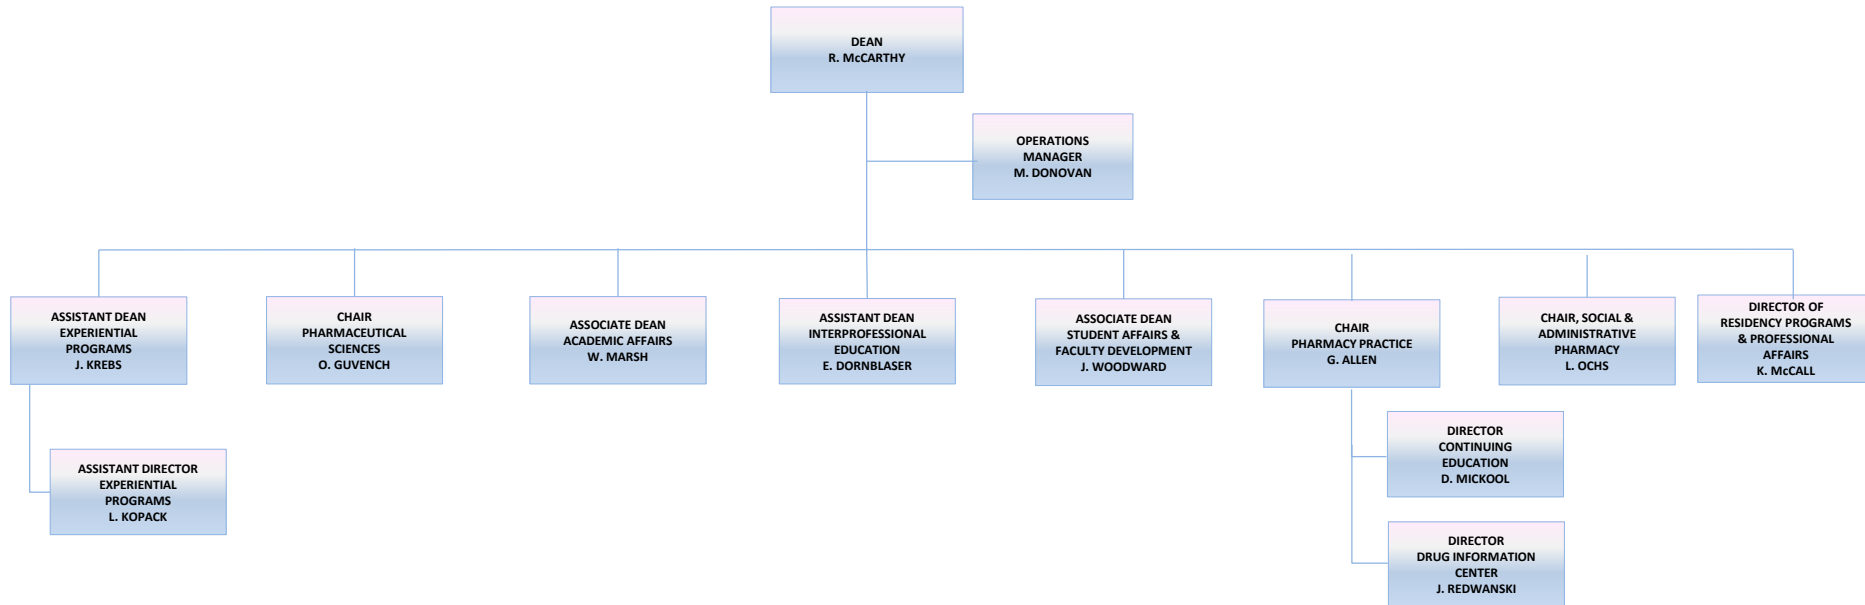 DEAN
R. McCARTHY
OPERATIONS
MANAGER
M. DONOVAN
ASSISTANT DEAN
EXPERIENTIAL
PROGRAMS
J. KREBS
CHAIR
PHARMACEUTICAL
SCIENCES
O. GUVENCH
ASSOCIATE DEAN
ACADEMIC AFFAIRS
W. MARSH
ASSISTANT DEAN
INTERPROFESSIONAL
EDUCATION
E. DORNBLASER
ASSOCIATE DEAN
STUDENT AFFAIRS &
FACULTY DEVELOPMENT
J. WOODWARD
CHAIR
PHARMACY PRACTICE
G. ALLEN
CHAIR, SOCIAL &
ADMINISTRATIVE
PHARMACY
L. OCHS
DIRECTOR OF
RESIDENCY PROGRAMS
& PROFESSIONAL
AFFAIRS
K. McCALL
ASSISTANT DIRECTOR
EXPERIENTIAL
PROGRAMS
L. KOPACK
DIRECTOR
CONTINUING
EDUCATION
D. MICKOOL
DIRECTOR
DRUG INFORMATION
CENTER
J. REDWANSKI